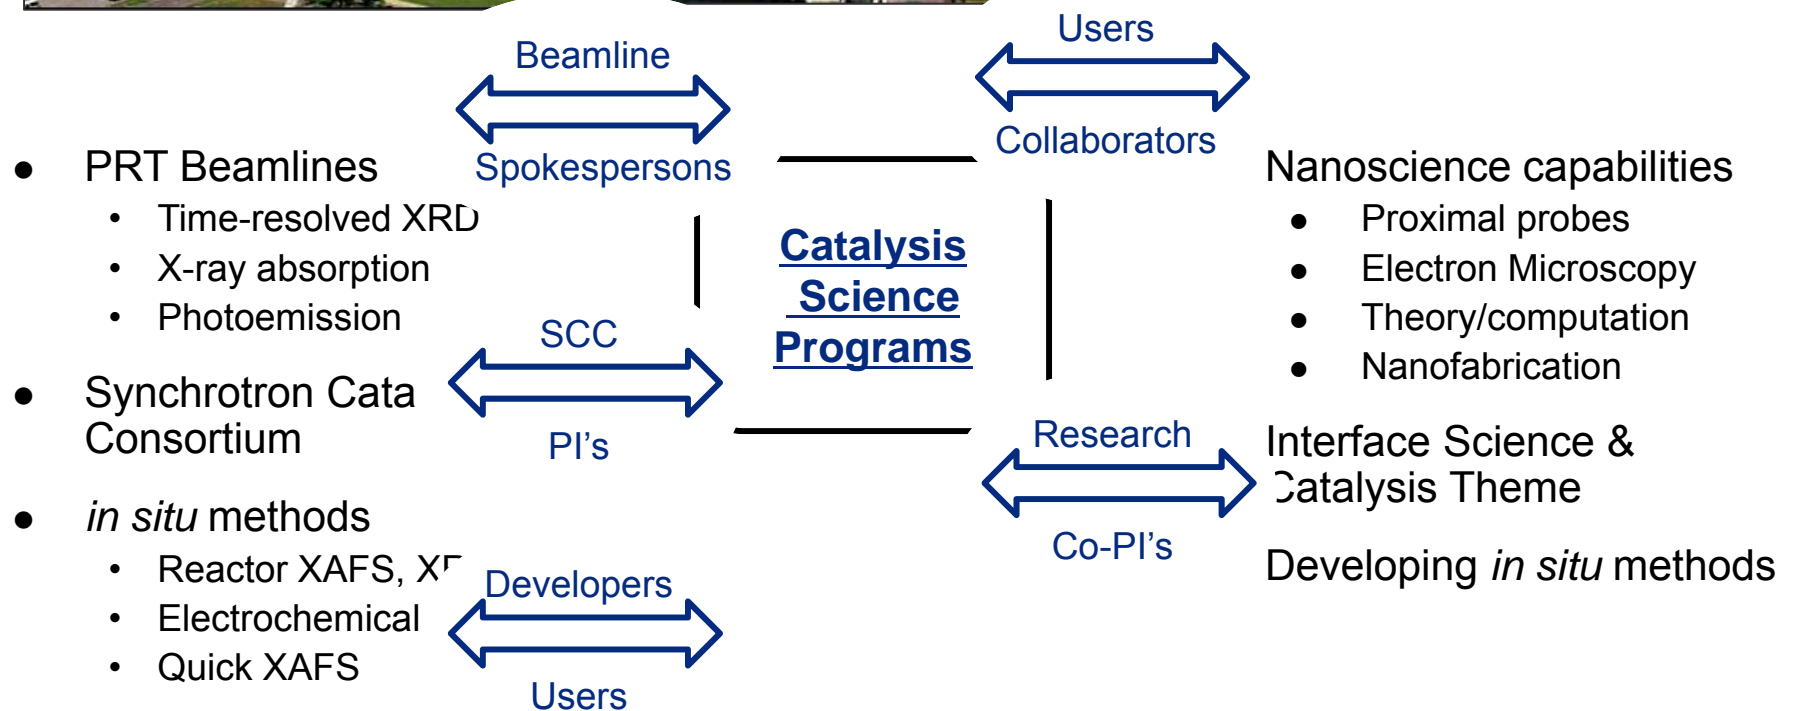 Users
Beamline
Collaborators
Spokespersons
● PRT Beamlines
• Time-resolved XRD
• X-ray absorption
• Photoemission
SCC
PI's
● Synchrotron Cata
Consortium
● in situ methods
• Reactor XAFS,
• Electrochemical
• Quick XAFS
Developers
Users
Catalysis
Science
Programs
Nanoscience capabilities
● Proximal probes
● Electron Microscopy
● Theory/computation
● Nanofabrication
Research
Co-PI's
Interface Science &
Catalysis Theme
Developing in situ methods